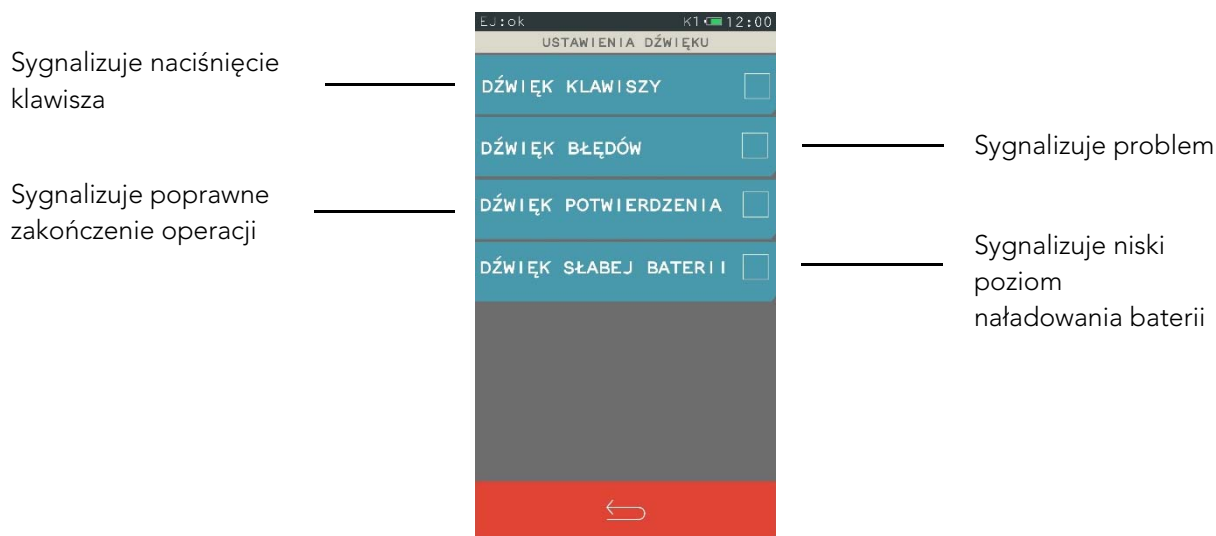 EJ:ok K1 12:00
USTAWIENIA DŹWIĘKU
Sygnalizuje naciśnięcie
klawisza
DŹWIĘK KLAWISZY
DŹWIĘK BŁĘDÓW
Sygnalizuje problem
Sygnalizuje poprawne
zakończenie operacji
DŹWIĘK POTWIERDZENIA
DŹWIĘK SŁABEJ BATERII
Sygnalizuje niski
poziom
naładowania baterii